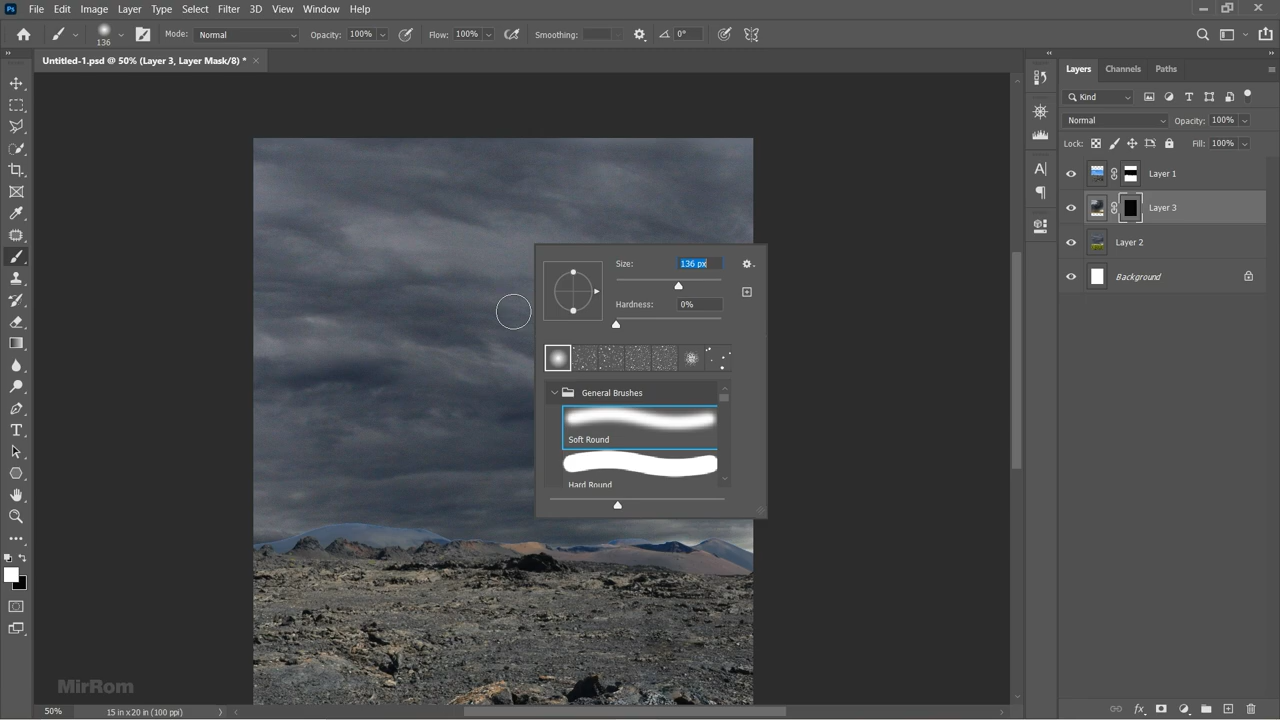 Ps File Edit Image Layer Type Select Filter 3D View Window Help
136 Mode: Normal Opacity: 100% Flow: 100% Smoothing: 0°
Untitled-1.psd @ 50% (Layer 3, Layer Mask/8) *
Layers Channels Paths
Kind
Normal Opacity: 100%
Lock: Fill: 100%
Layer 1
Layer 3
Layer 2
Background
Size: 136 px
Hardness: 0%
General Brushes
Soft Round
Hard Round
MirRom
50% 15 in x 20 in (100 ppi)